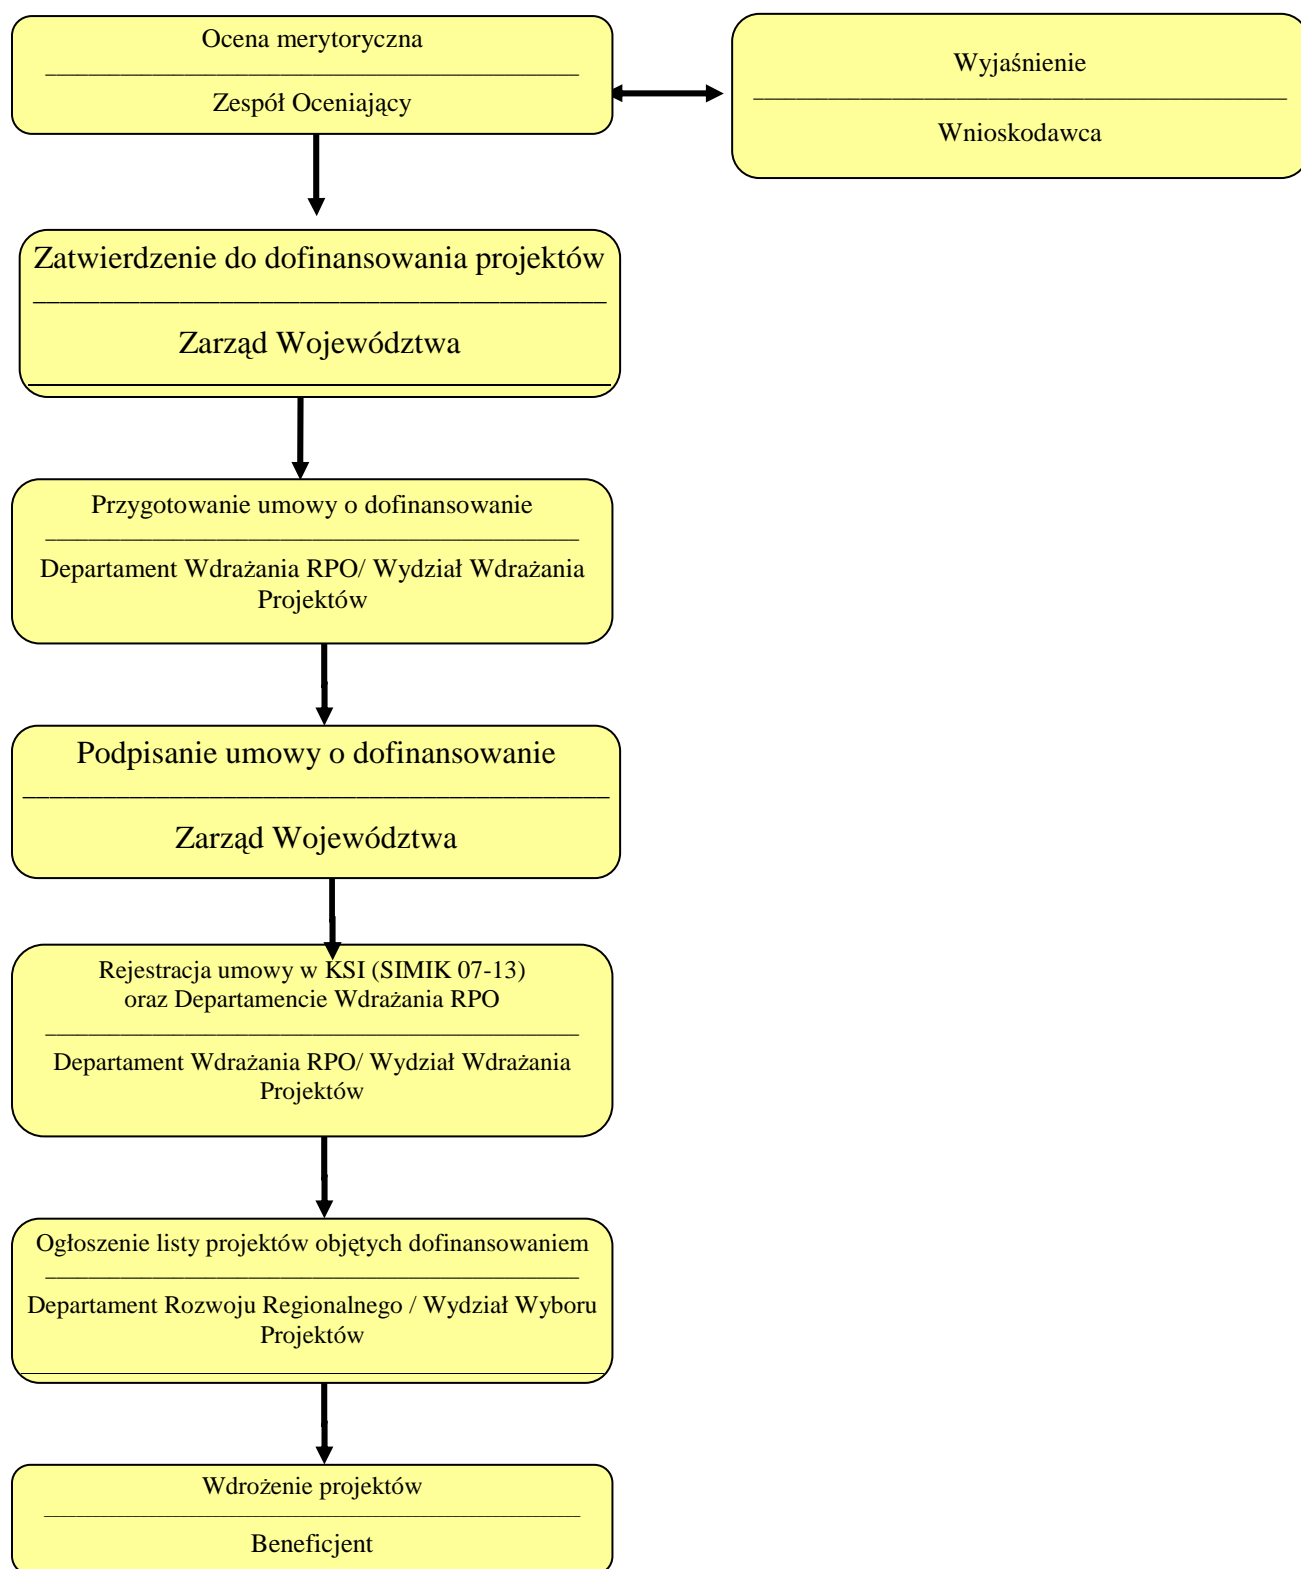 Ocena merytoryczna
Zespół Oceniający
Wyjaśnienie
Wnioskodawca
Zatwierdzenie do dofinansowania projektów
Zarząd Województwa
Przygotowanie umowy o dofinansowanie
Departament Wdrażania RPO/ Wydział Wdrażania
Projektów
Podpisanie umowy o dofinansowanie
Zarząd Województwa
Rejestracja umowy w KSI (SIMIK 07-13)
oraz Departamencie Wdrażania RPO
Departament Wdrażania RPO/ Wydział Wdrażania
Projektów
Ogłoszenie listy projektów objętych dofinansowaniem
Departament Rozwoju Regionalnego / Wydział Wyboru
Projektów
Wdrożenie projektów
Beneficjent